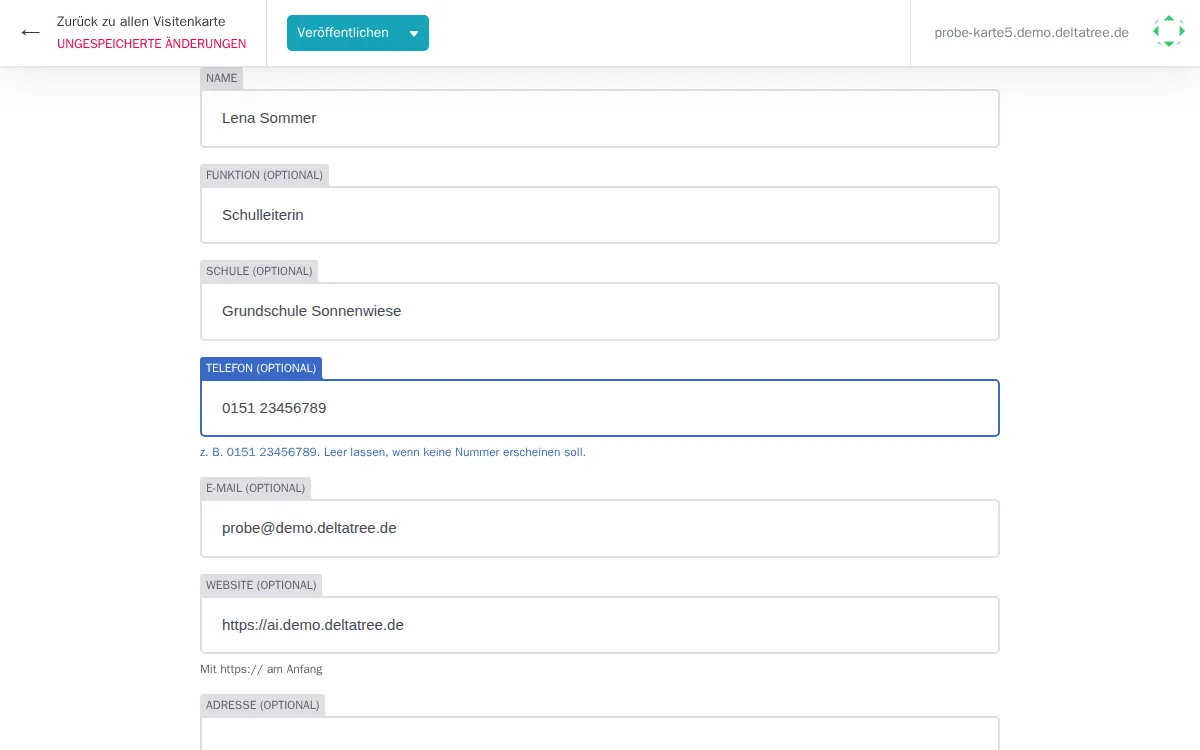 Zurück zu allen Visitenkarte
UNGESPEICHERTE ÄNDERUNGEN
Veröffentlichen
probe-karte5.demo.deltatree.de
NAME
Lena Sommer
FUNKTION (OPTIONAL)
Schulleiterin
SCHULE (OPTIONAL)
Grundschule Sonnenwiese
TELEFON (OPTIONAL)
0151 23456789
z. B. 0151 23456789. Leer lassen, wenn keine Nummer erscheinen soll.
E-MAIL (OPTIONAL)
probe@demo.deltatree.de
WEBSITE (OPTIONAL)
https://ai.demo.deltatree.de
Mit https:// am Anfang
ADRESSE (OPTIONAL)